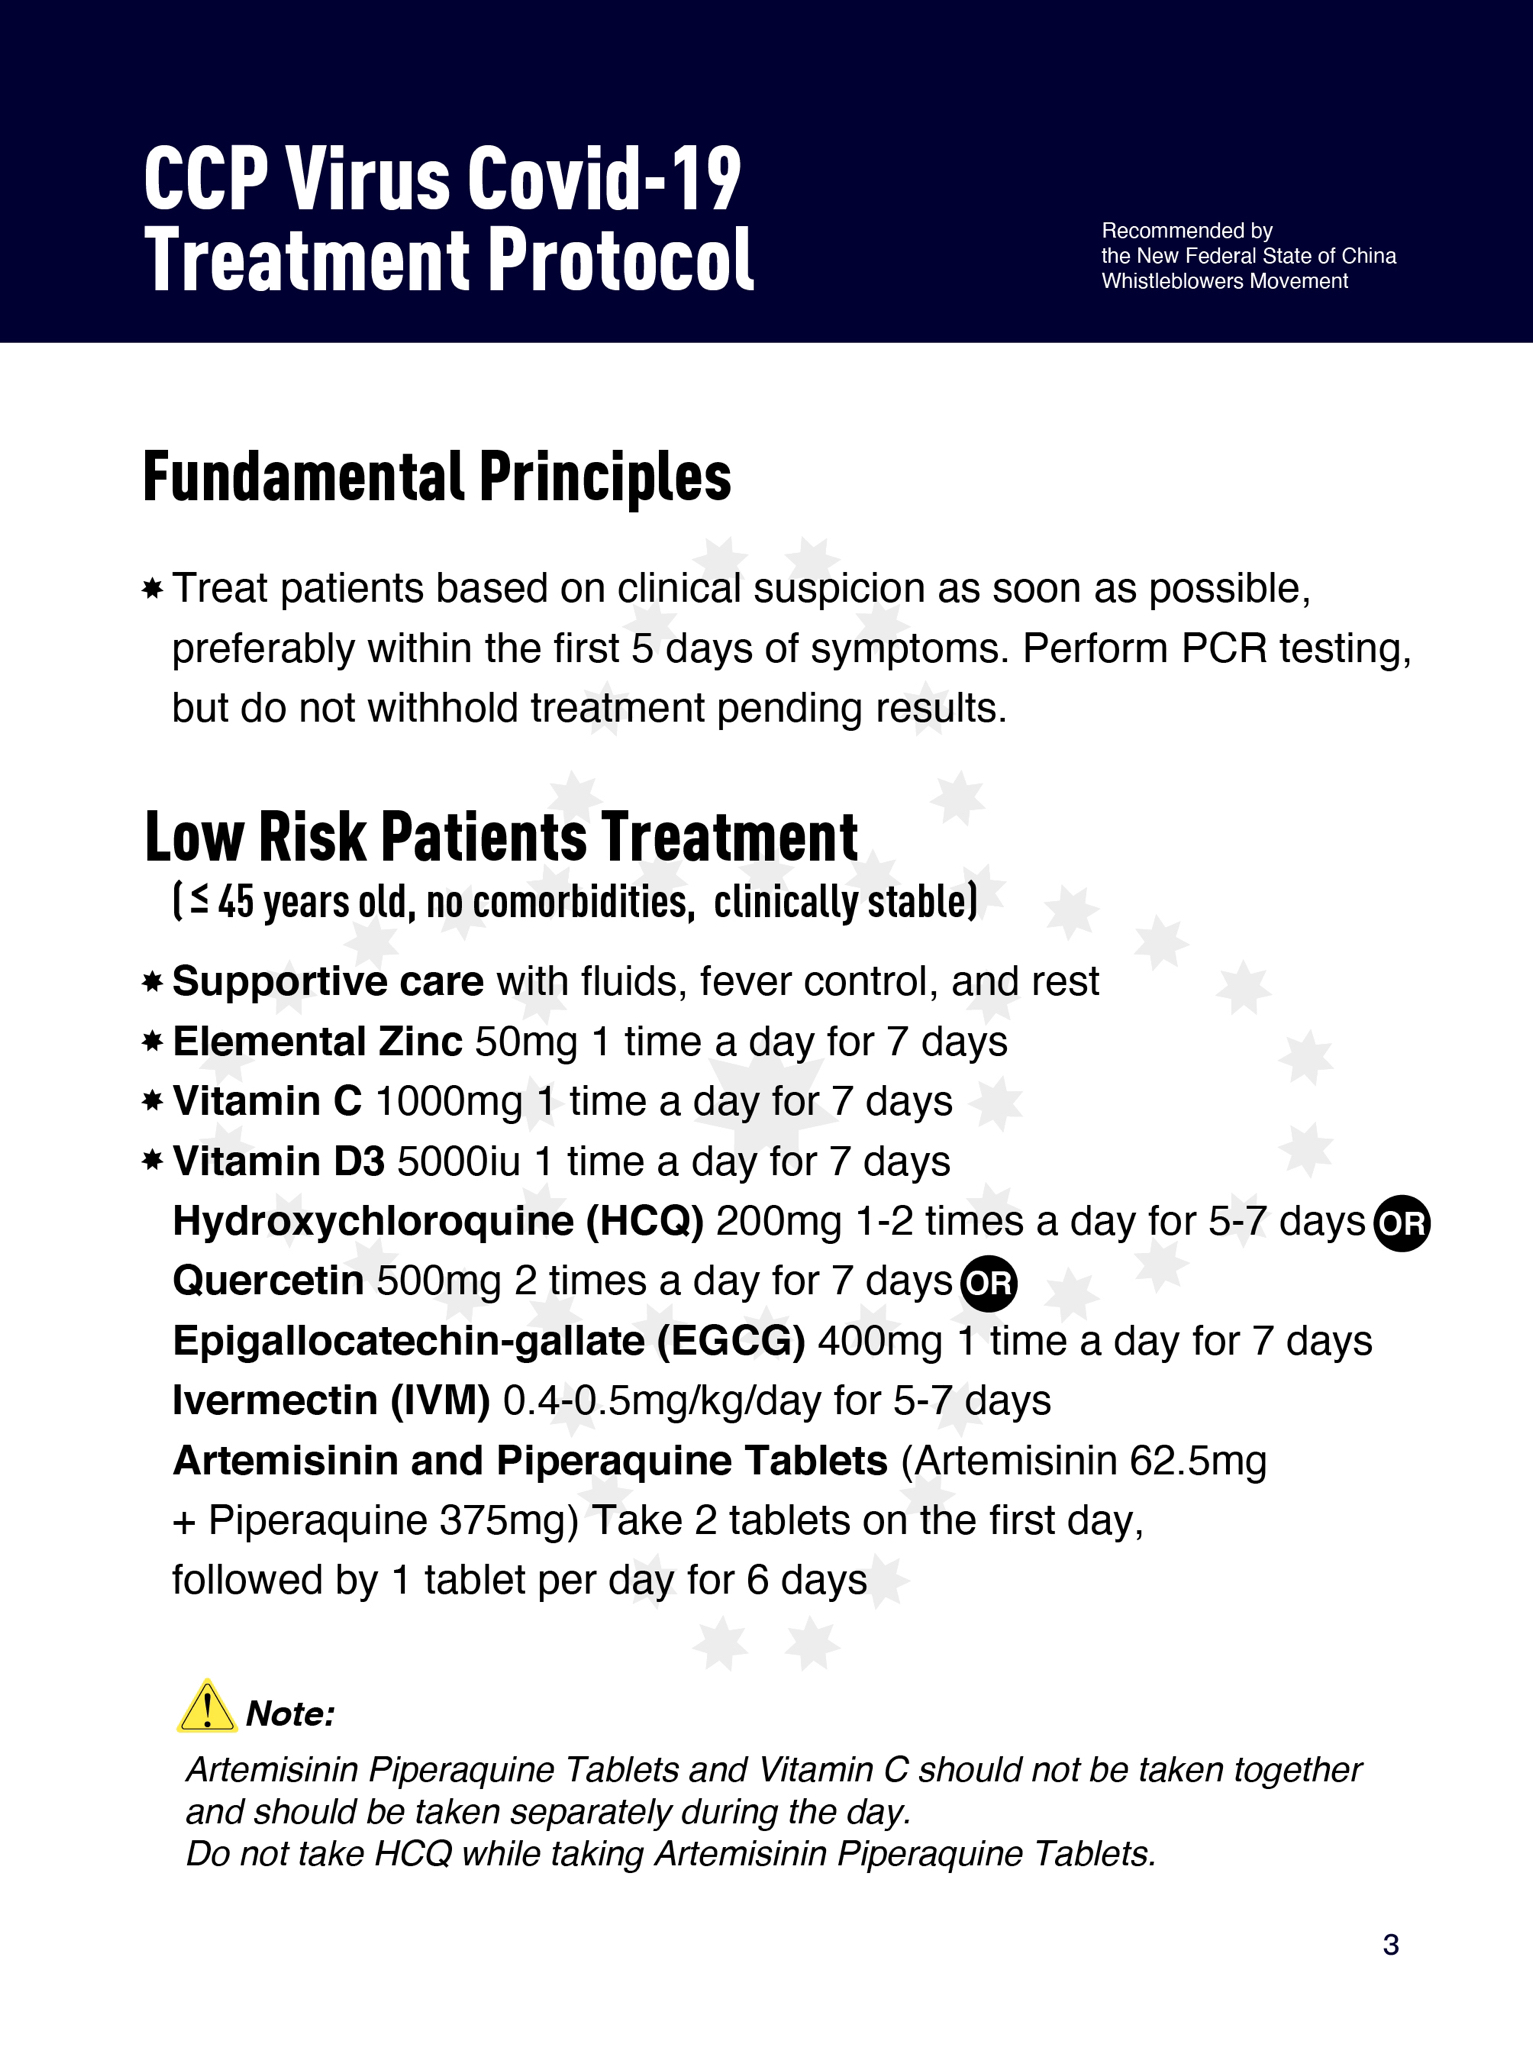 CCP Virus Covid-19
Treatment Protocol
Recommended by
the New Federal State of China
Whistleblowers Movement
Fundamental Principles
Treat patients based on clinical suspicion as soon as possible,
preferably within the first 5 days of symptoms. Perform PCR testing,
but do not withhold treatment pending results.
Low Risk Patients Treatment
( ≤ 45 years old, no comorbidities, clinically stable)
Supportive care with fluids, fever control, and rest
Elemental Zinc 50mg 1 time a day for 7 days
Vitamin C 1000mg 1 time a day for 7 days
Vitamin D3 5000iu 1 time a day for 7 days
Hydroxychloroquine (HCQ) 200mg 1-2 times a day for 5-7 days OR
Quercetin 500mg 2 times a day for 7 days OR
Epigallocatechin-gallate (EGCG) 400mg 1 time a day for 7 days
Ivermectin (IVM) 0.4-0.5mg/kg/day for 5-7 days
Artemisinin and Piperaquine Tablets (Artemisinin 62.5mg
+ Piperaquine 375mg) Take 2 tablets on the first day,
followed by 1 tablet per day for 6 days
Note:
Artemisinin Piperaquine Tablets and Vitamin C should not be taken together
and should be taken separately during the day.
Do not take HCQ while taking Artemisinin Piperaquine Tablets.
3